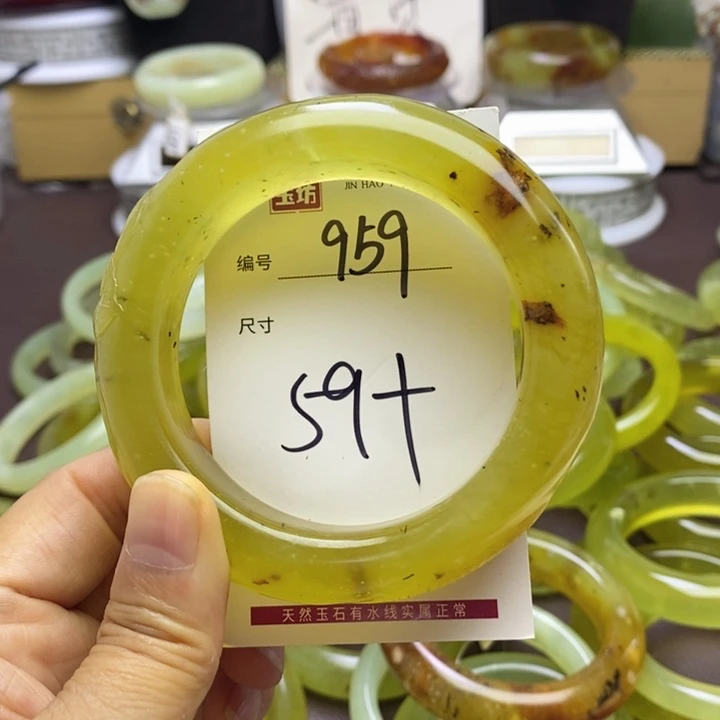 玉坊
JIN HAO
编号 959
尺寸
59+
天然玉石有水线实属正常